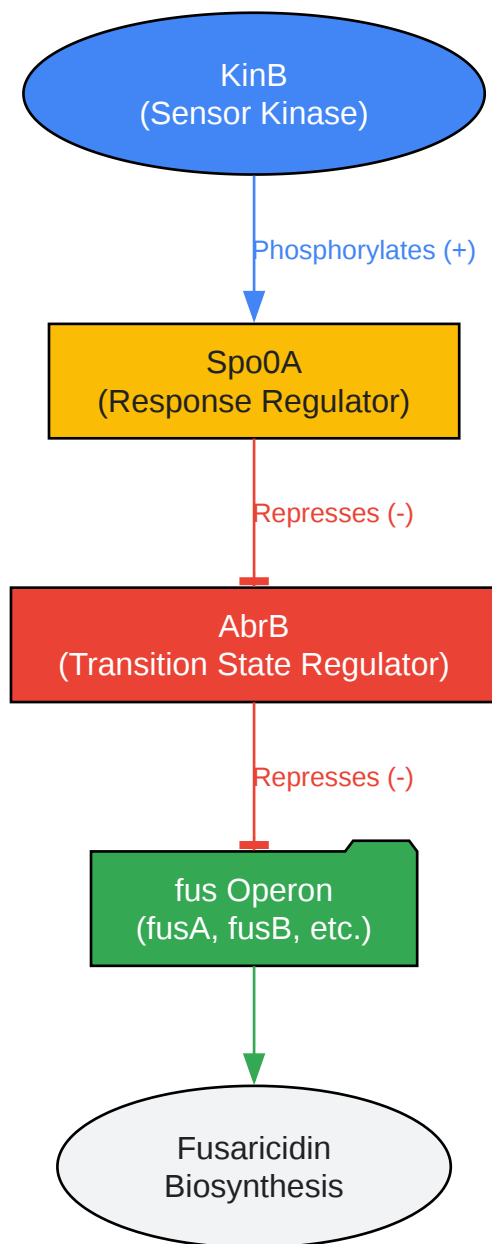 KinB
(Sensor Kinase)
Phosphorylates (+)
Spo0A
(Response Regulator)
Represses (-)
AbrB
(Transition State Regulator)
Represses (-)
fus Operon
(fusA, fusB, etc.)
Fusaricidin
Biosynthesis